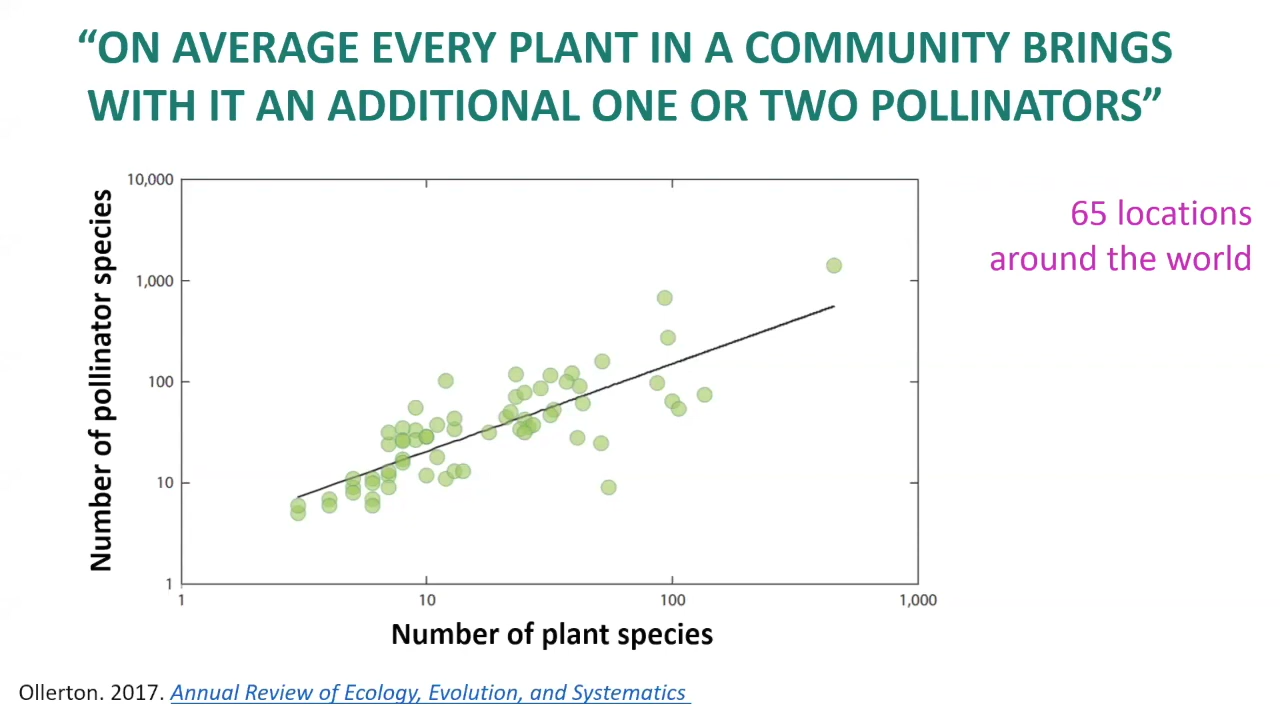 “ON AVERAGE EVERY PLANT IN A COMMUNITY BRINGS
WITH IT AN ADDITIONAL ONE OR TWO POLLINATORS”
65 locations
around the world
Number of pollinator species
10,000
1,000
100
10
1
1
10
100
1,000
Number of plant species
Ollerton. 2017. Annual Review of Ecology, Evolution, and Systematics